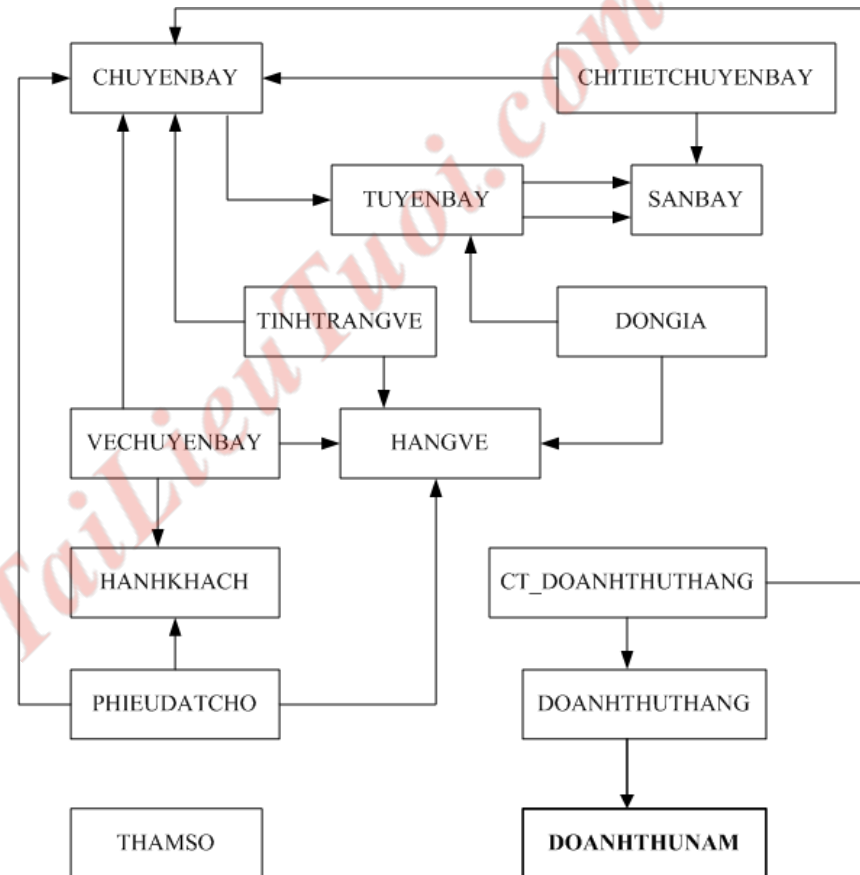 CHUYENBAY
CHITIETCHUYENBAY
TUYENBAY
SANBAY
TINHTRANGVE
DONGIA
VECHUYENBAY
HANGVE
HANHKHACH
CT_DOANHTHUTHANG
PHIEUDATCHO
DOANHTHUTHANG
THAMSO
DOANHTHUNAM
TaiLieuTuoi.com